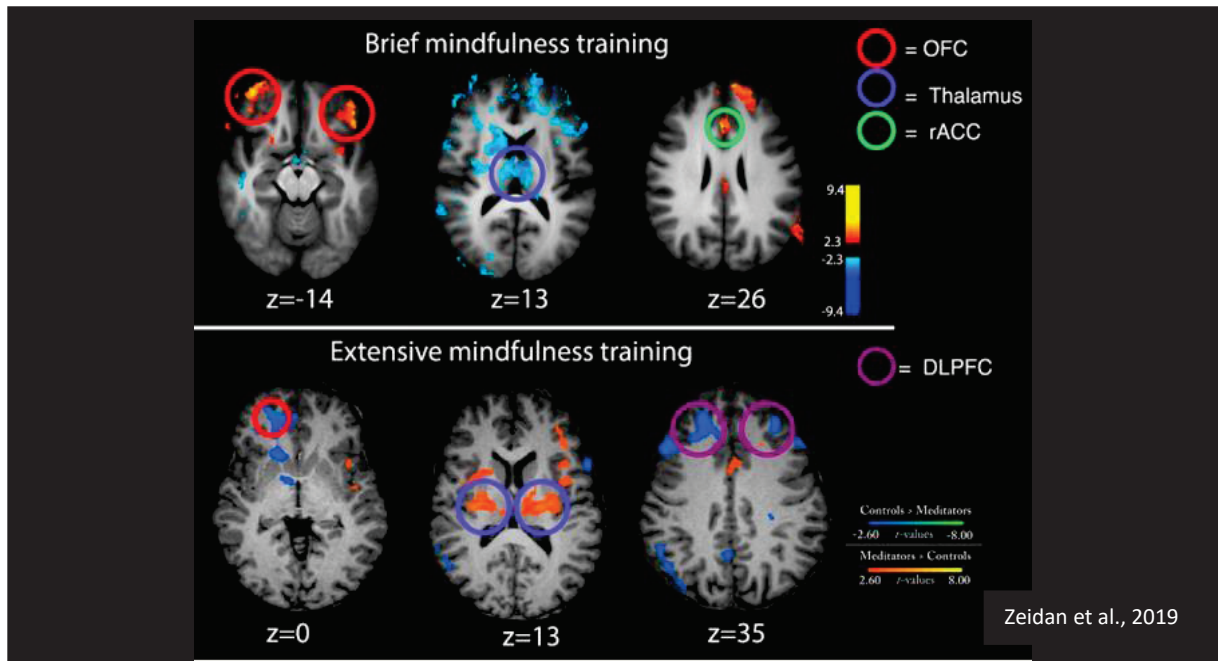 Brief mindfulness training
= OFC
= Thalamus
= rACC
9.4
2.3
-2.3
-9.4
z=-14
z=13
z=26
Extensive mindfulness training
= DLPFC
Controls > Meditators
-2.60 t-values -8.00
Meditators > Controls
2.60 t-values 8.00
z=0
z=13
z=35
Zeidan et al., 2019